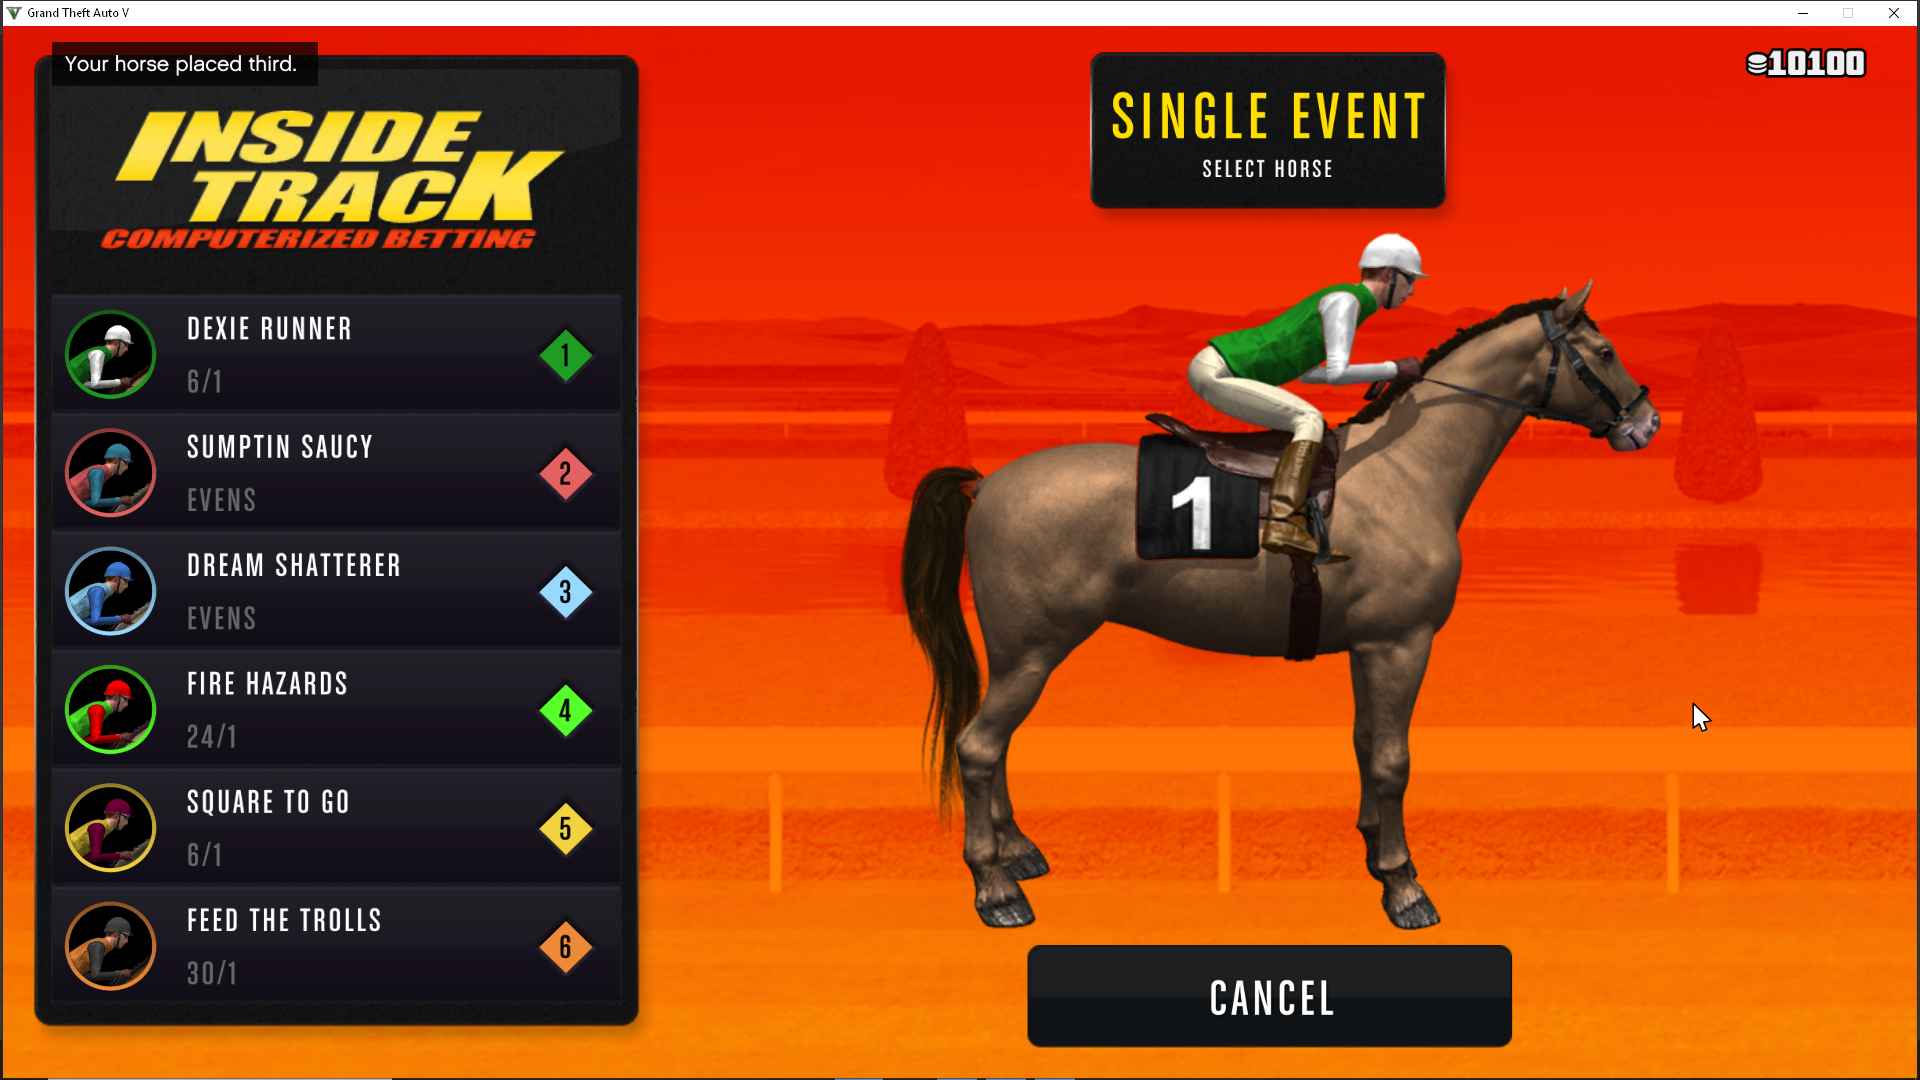 Grand Theft Auto V
Your horse placed third.
INSIDE
TRACK
COMPUTERIZED BETTING
DEXIE RUNNER
6/1
1
SUMPTIN SAUCY
EVENS
2
DREAM SHATTERER
EVENS
3
FIRE HAZARDS
24/1
4
SQUARE TO GO
6/1
5
FEED THE TROLLS
30/1
6
SINGLE EVENT
SELECT HORSE
10100
1
CANCEL